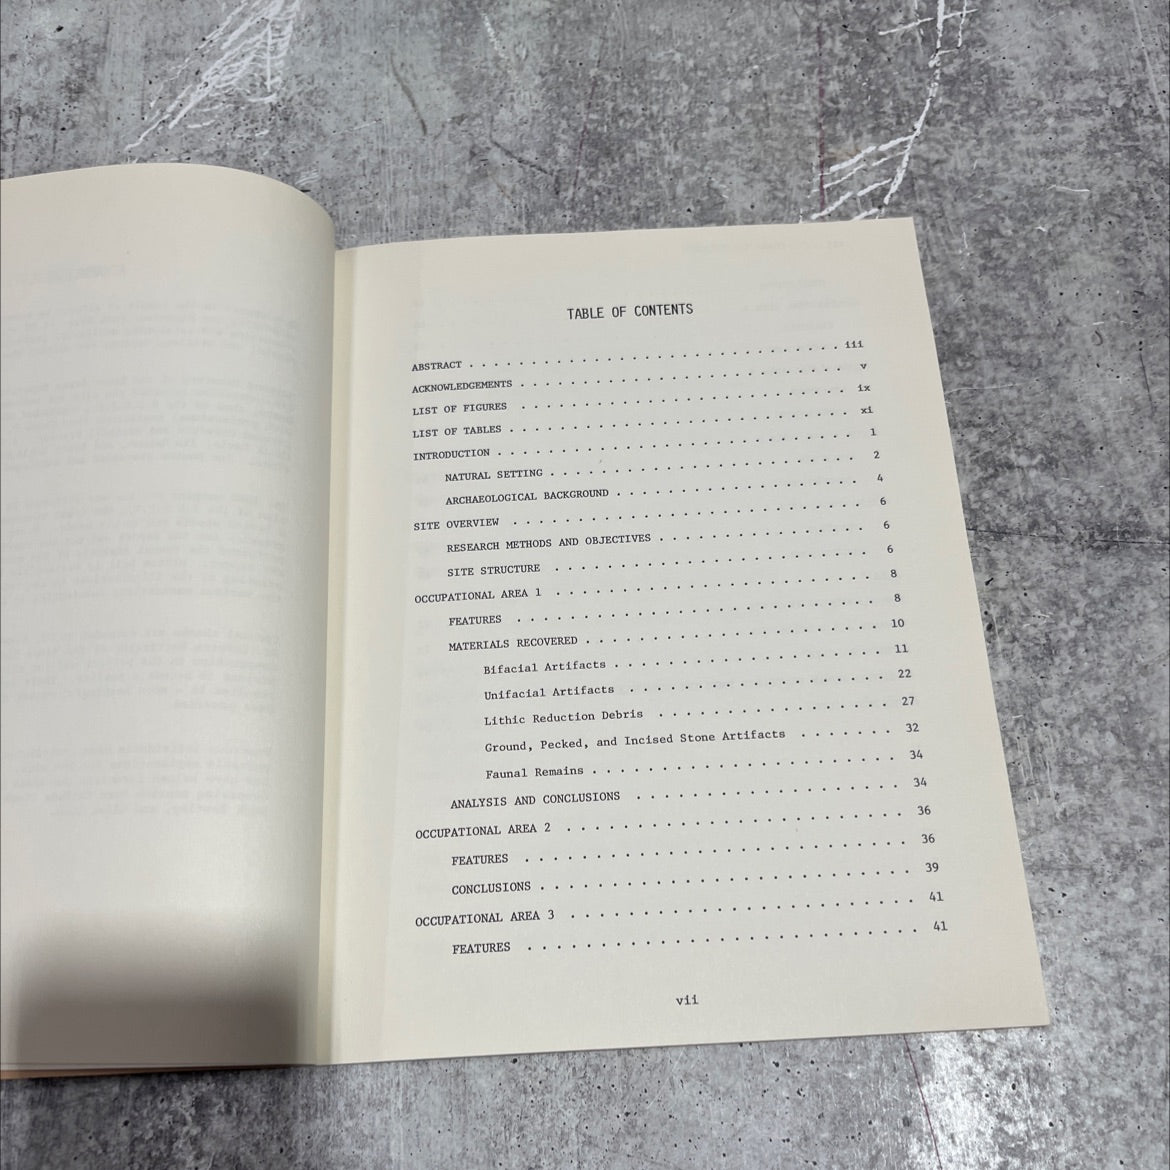 TABLE OF CONTENTS
ABSTRACT . . . . . . . . . . . . . . . . . . . . . . . . . . . . . . iii
ACKNOWLEDGEMENTS . . . . . . . . . . . . . . . . . . . . . . . . . . v
LIST OF FIGURES . . . . . . . . . . . . . . . . . . . . . . . . . . ix
LIST OF TABLES . . . . . . . . . . . . . . . . . . . . . . . . . . . xi
INTRODUCTION . . . . . . . . . . . . . . . . . . . . . . . . . . . . 1
NATURAL SETTING . . . . . . . . . . . . . . . . . . . . . . . . . 2
ARCHAEOLOGICAL BACKGROUND . . . . . . . . . . . . . . . . . . . . 4
SITE OVERVIEW . . . . . . . . . . . . . . . . . . . . . . . . . . . 6
RESEARCH METHODS AND OBJECTIVES . . . . . . . . . . . . . . . . . 6
SITE STRUCTURE . . . . . . . . . . . . . . . . . . . . . . . . . 6
OCCUPATIONAL AREA 1 . . . . . . . . . . . . . . . . . . . . . . . . 8
FEATURES . . . . . . . . . . . . . . . . . . . . . . . . . . . . 8
MATERIALS RECOVERED . . . . . . . . . . . . . . . . . . . . . . . 10
Bifacial Artifacts . . . . . . . . . . . . . . . . . . . . . 11
Unifacial Artifacts . . . . . . . . . . . . . . . . . . . . 22
Lithic Reduction Debris . . . . . . . . . . . . . . . . . . 27
Ground, Pecked, and Incised Stone Artifacts . . . . . . . . 32
Faunal Remains . . . . . . . . . . . . . . . . . . . . . . . 34
ANALYSIS AND CONCLUSIONS . . . . . . . . . . . . . . . . . . . . 34
OCCUPATIONAL AREA 2 . . . . . . . . . . . . . . . . . . . . . . . . 36
FEATURES . . . . . . . . . . . . . . . . . . . . . . . . . . . . 36
CONCLUSIONS . . . . . . . . . . . . . . . . . . . . . . . . . . . 39
OCCUPATIONAL AREA 3 . . . . . . . . . . . . . . . . . . . . . . . . 41
FEATURES . . . . . . . . . . . . . . . . . . . . . . . . . . . . 41
vii